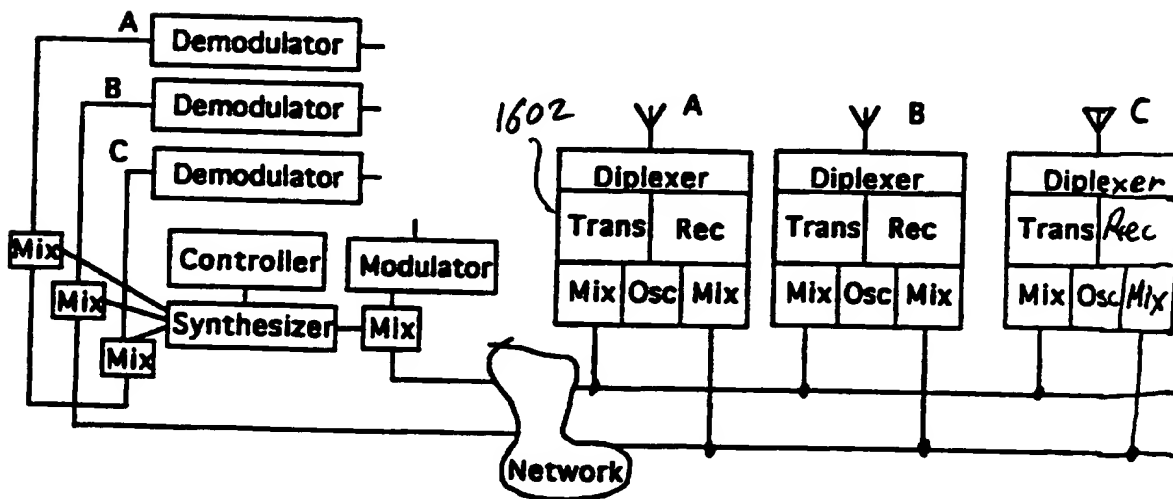 A
Demodulator
B
Demodulator
C
Demodulator
Mix
Mix
Mix
Controller
Synthesizer
Modulator
Mix
Network
1602
A
Diplexer
Trans Rec
Mix Osc Mix
B
Diplexer
Trans Rec
Mix Osc Mix
C
Diplexer
Trans Rec
Mix Osc Mix